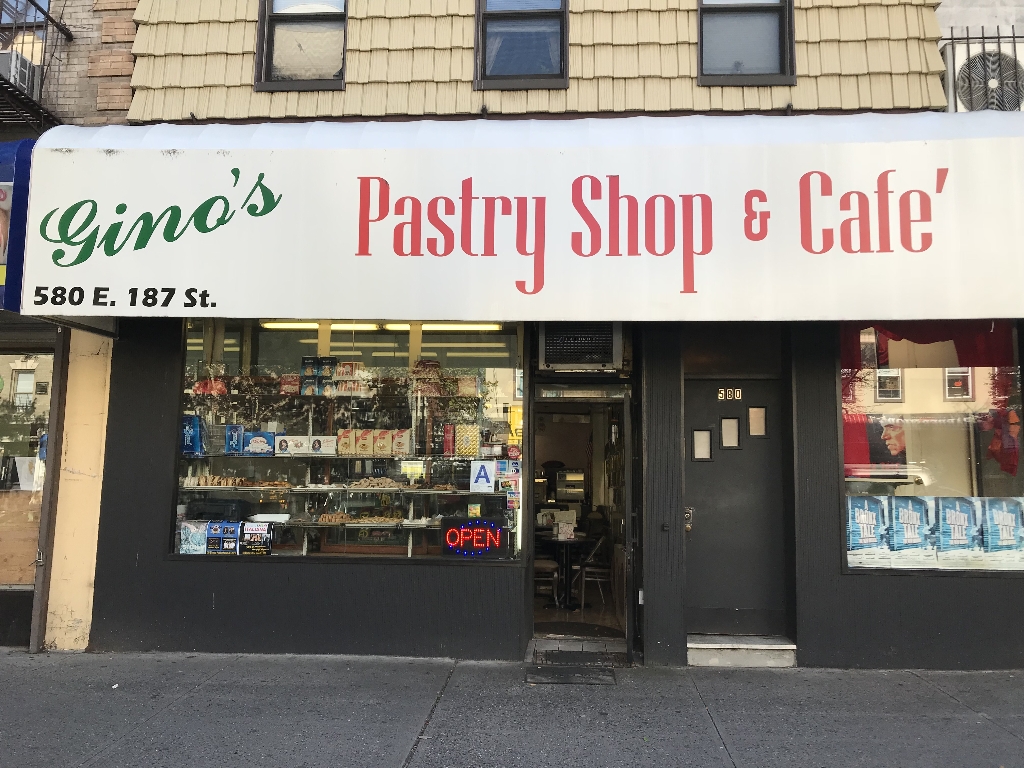 Gino's
Pastry Shop & Cafe'
580 E. 187 St.
580
A
OPEN